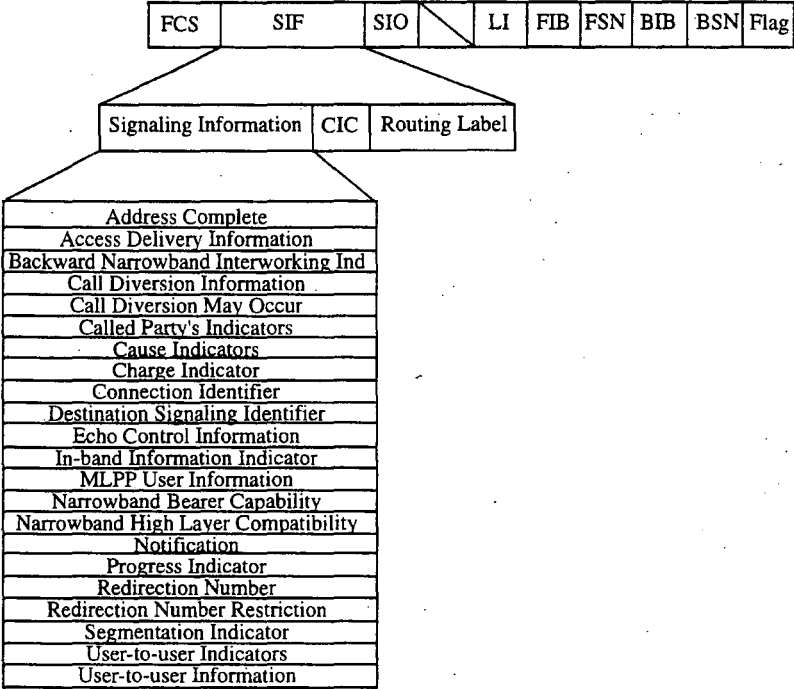 FCS SIF SIO LI FIB FSN BIB BSN Flag
Signaling Information CIC Routing Label
Address Complete
Access Delivery Information
Backward Narrowband Interworking Ind
Call Diversion Information
Call Diversion May Occur
Called Party's Indicators
Cause Indicators
Charge Indicator
Connection Identifier
Destination Signaling Identifier
Echo Control Information
In-band Information Indicator
MLPP User Information
Narrowband Bearer Capability
Narrowband High Layer Compatibility
Notification
Progress Indicator
Redirection Number
Redirection Number Restriction
Segmentation Indicator
User-to-user Indicators
User-to-user Information